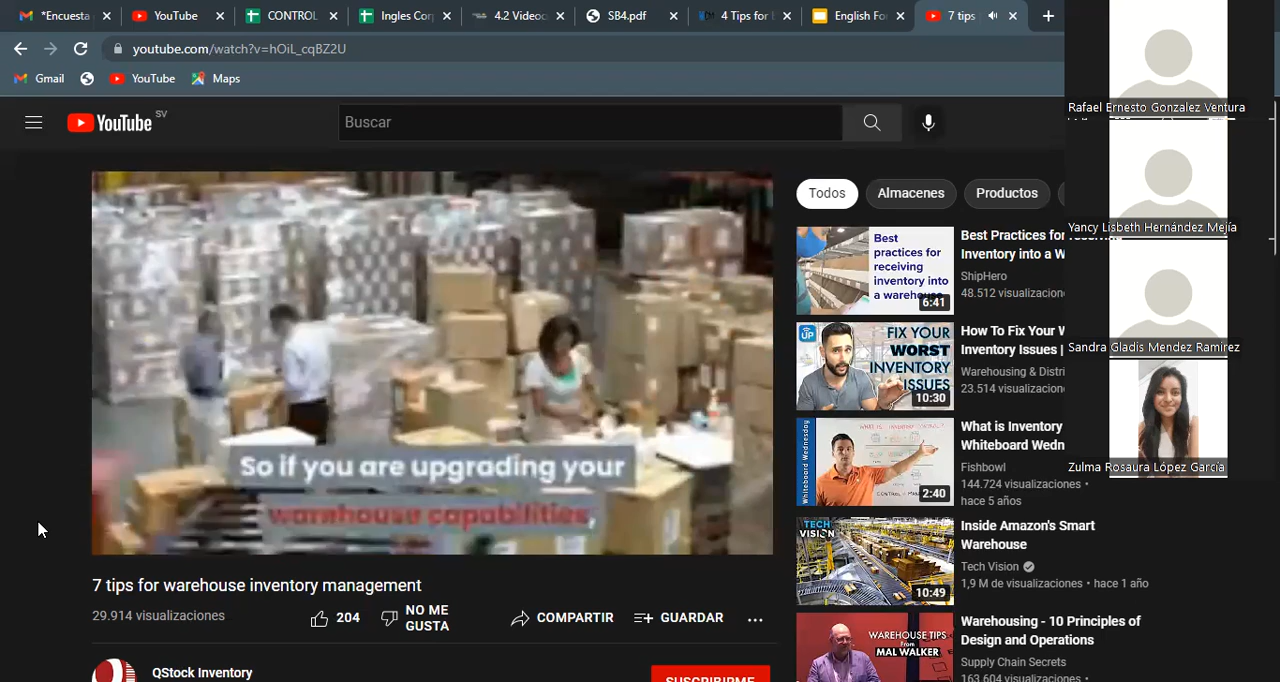 *Encuesta
YouTube
CONTROL
Ingles Cor
4.2 Videoc
SB4.pdf
4 Tips for
English Fo
7 tips
youtube.com/watch?v=hOiL_cqBZ2U
Gmail
YouTube
Maps
YouTube SV
Buscar
So if you are upgrading your
warehouse capabilities,
7 tips for warehouse inventory management
29.914 visualizaciones
204
NO ME
GUSTA
COMPARTIR
GUARDAR
QStock Inventory
SUSCRIBIRME
Todos
Almacenes
Productos
Best
practices for
receiving
inventory into
a warehouse
6:41
Best Practices for
Inventory into a W
ShipHero
48.512 visualizacion
UP
FIX YOUR
WORST
INVENTORY
ISSUES
10:30
How To Fix Your W
Inventory Issues |
Warehousing & Distri
23.514 visualizacion
Whiteboard Wednesday
2:40
What is Inventory
Whiteboard Wedn
Fishbowl
144.724 visualizaciones •
hace 5 años
TECH
VISION
10:49
Inside Amazon's Smart
Warehouse
Tech Vision
1,9 M de visualizaciones • hace 1 año
WAREHOUSE TIPS
From
MAL WALKER
Warehousing - 10 Principles of
Design and Operations
Supply Chain Secrets
163.604 visualizaciones •
Rafael Ernesto Gonzalez Ventura
Yancy Lisbeth Hernández Mejía
Sandra Gladis Mendez Ramirez
Zulma Rosaura López García